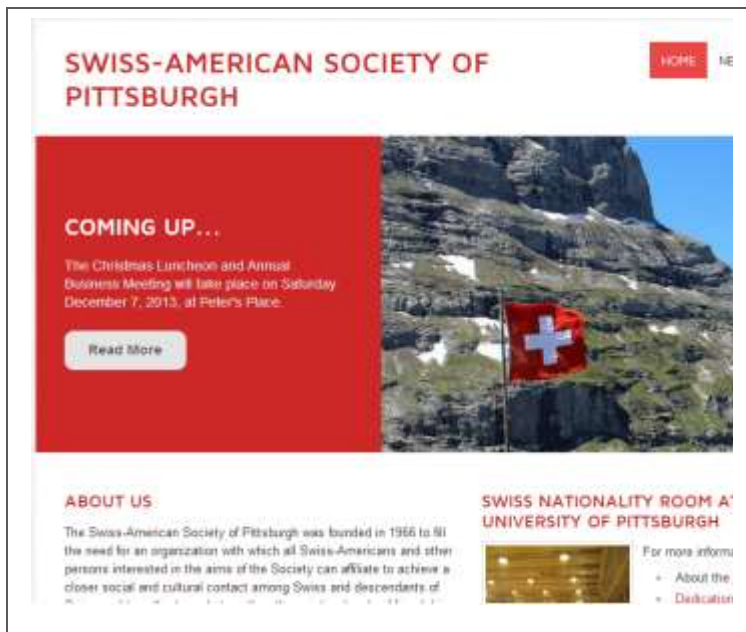 SWISS-AMERICAN SOCIETY OF
PITTSBURGH
HOME NE
COMING UP...
The Christmas Luncheon and Annual
Business Meeting will take place on Saturday
December 7, 2013, at Peter's Place.
Read More
ABOUT US
The Swiss-American Society of Pittsburgh was founded in 1966 to fill
the need for an organization with which all Swiss-Americans and other
persons interested in the aims of the Society can affiliate to achieve a
closer social and cultural contact among Swiss and descendants of
SWISS NATIONALITY ROOM AT
UNIVERSITY OF PITTSBURGH
For more informa
About the
Dedication